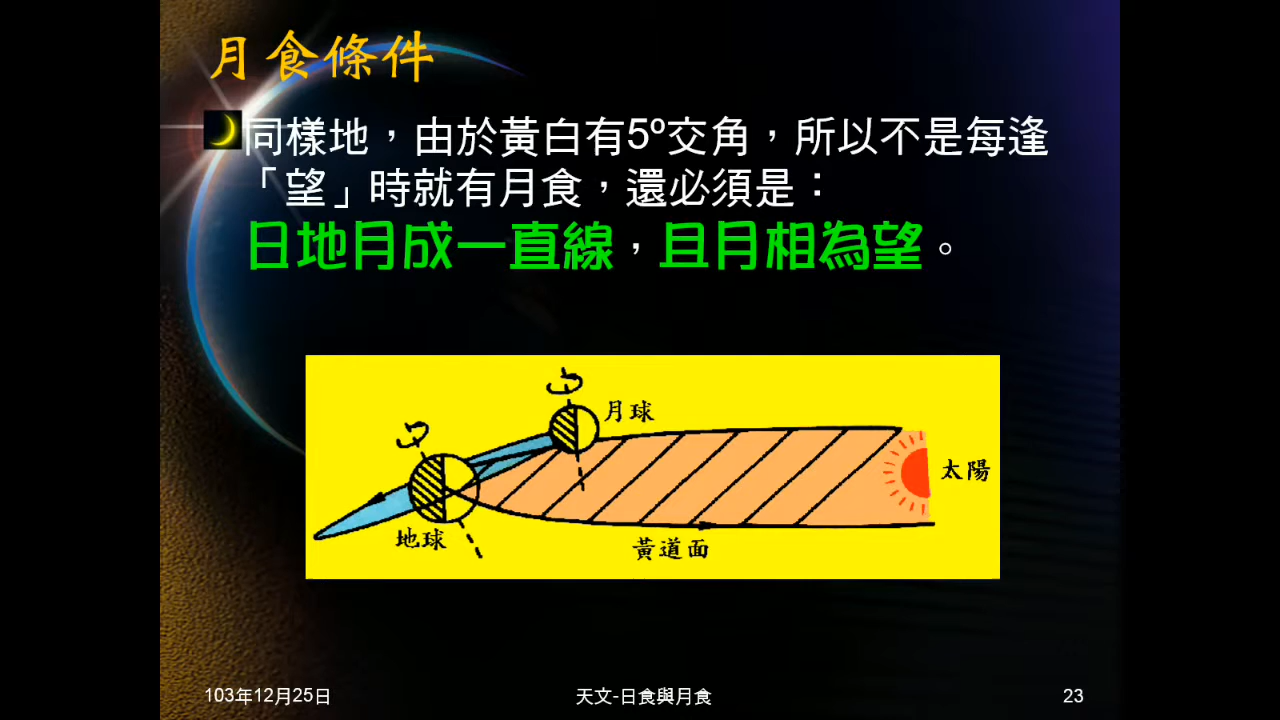 月食條件
同樣地，由於黃白有5º交角，所以不是每逢
「望」時就有月食，還必須是：
日地月成一直線，且月相為望。
月球
太陽
地球
黃道面
103年12月25日
天文-日食與月食
23